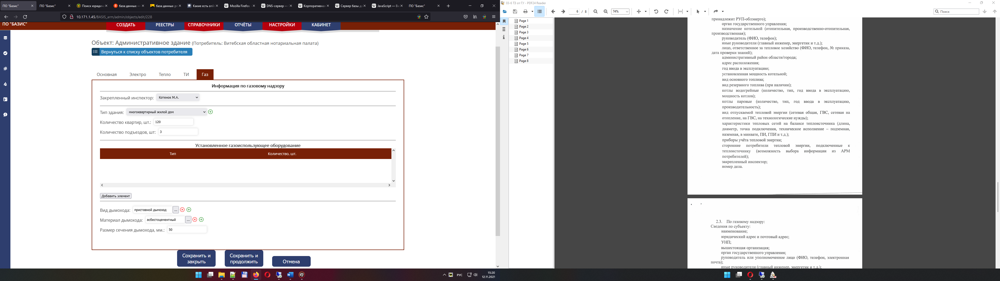 ПО "Базис"
ПО "Базис"
Поиск юридич
база данных —
база данных pn
Какие есть onlin
Mozilla Firefox —
DNS-сервер —
Корпоративная
Сервер базы да
JavaScript — Ви
ПО "Базис"
10.171.1.45/BASIS_arm/admin/objects/edit/228
ПО "БАЗИС"
СОЗДАТЬ
РЕЕСТРЫ
СПРАВОЧНИКИ
ОТЧЁТЫ
НАСТРОЙКИ
КАБИНЕТ
Объект: Административное здание (Потребитель: Витебская областная нотариальная палата)
Вернуться к списку объектов потребителя
Основная
Электро
Тепло
ТИ
Газ
Информация по газовому надзору
Закрепленный инспектор: Котенок М.А.
Тип здания: многоквартирный жилой дом
Количество квартир, шт.: 120
Количество подъездов, шт: 3
Установленное газоиспользующее оборудование
Тип
Количество, шт.
Добавить элемент
Вид дымохода: приставной дымоход ...
Материал дымохода: асбестоцементный ...
Размер сечения дымохода, мм.: 50
Сохранить и закрыть
Сохранить и продолжить
Отмена
РУС
15:20
12.11.2021
03-6 ТЗ от ГУ - PDF24 Reader
6 / 8
74%
Поиск
Page 1
Page 2
Page 3
Page 4
Page 5
Page 6
Page 7
Page 8
принадлежит РУП-облэнерго);
орган государственного управления;
назначение котельной (отопительная, производственно-отопительная,
производственная);
руководитель (ФИО, телефон);
иные руководители (главный инженер, энергетик и т.д.);
лицо, ответственное за тепловое хозяйство (ФИО, телефон, № приказа,
дата проверки знаний);
административный район области/города;
адрес расположения;
год ввода в эксплуатацию;
установленная мощность котельной;
вид основного топлива;
вид резервного топлива (при наличии);
котлы водогрейные (количество, тип, год ввода в эксплуатацию,
мощность котлов);
котлы паровые (количество, тип, год ввода в эксплуатацию,
производительность);
вид отпускаемой тепловой энергии (сетевая общая, ГВС, сетевая на
отопление, на ГВС, на технологические нужды);
характеристики тепловых сетей на балансе теплоисточника (длина,
диаметр, точка подключения, техническое исполнение – подземная,
наземная, в минвате, ПИ, ГПИ и т.д.);
приборы учёта тепловой энергии;
сторонние потребители тепловой энергии, подключенные к
теплоисточнику (возможность выбора информации из АРМ
потребителей);
закрепленный инспектор;
номер дела.
2.3. По газовому надзору:
Сведения по субъекту:
наименование;
юридический адрес и почтовый адрес;
УНП;
вышестоящая организация;
орган государственного управления;
руководитель или уполномоченное лицо (ФИО, телефон, электронная
почта);
иные руководители (главный инженер, энергетик и т.д.);